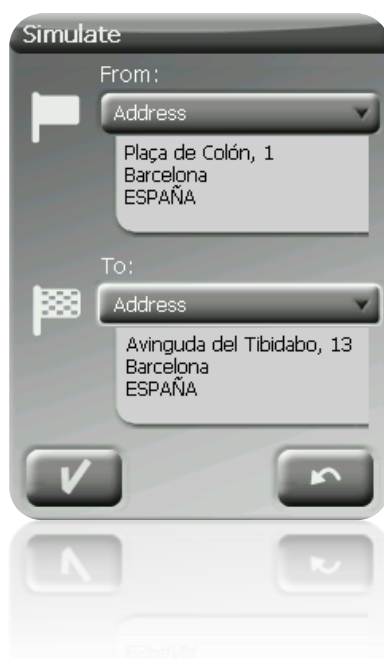 Simulate
From:
Address
Plaça de Colón, 1
Barcelona
ESPAÑA
To:
Address
Avinguda del Tibidabo, 13
Barcelona
ESPAÑA